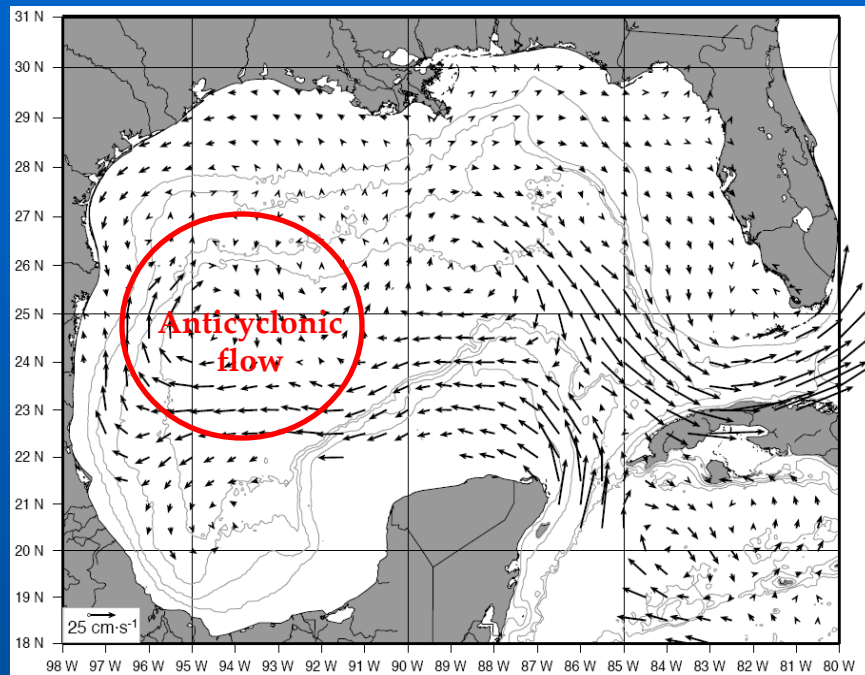 31 N
30 N
29 N
28 N
27 N
26 N
25 N
24 N
23 N
22 N
21 N
20 N
19 N
18 N
Anticyclonic
flow
25 cm·s⁻¹
98 W 97 W 96 W 95 W 94 W 93 W 92 W 91 W 90 W 89 W 88 W 87 W 86 W 85 W 84 W 83 W 82 W 81 W 80 W